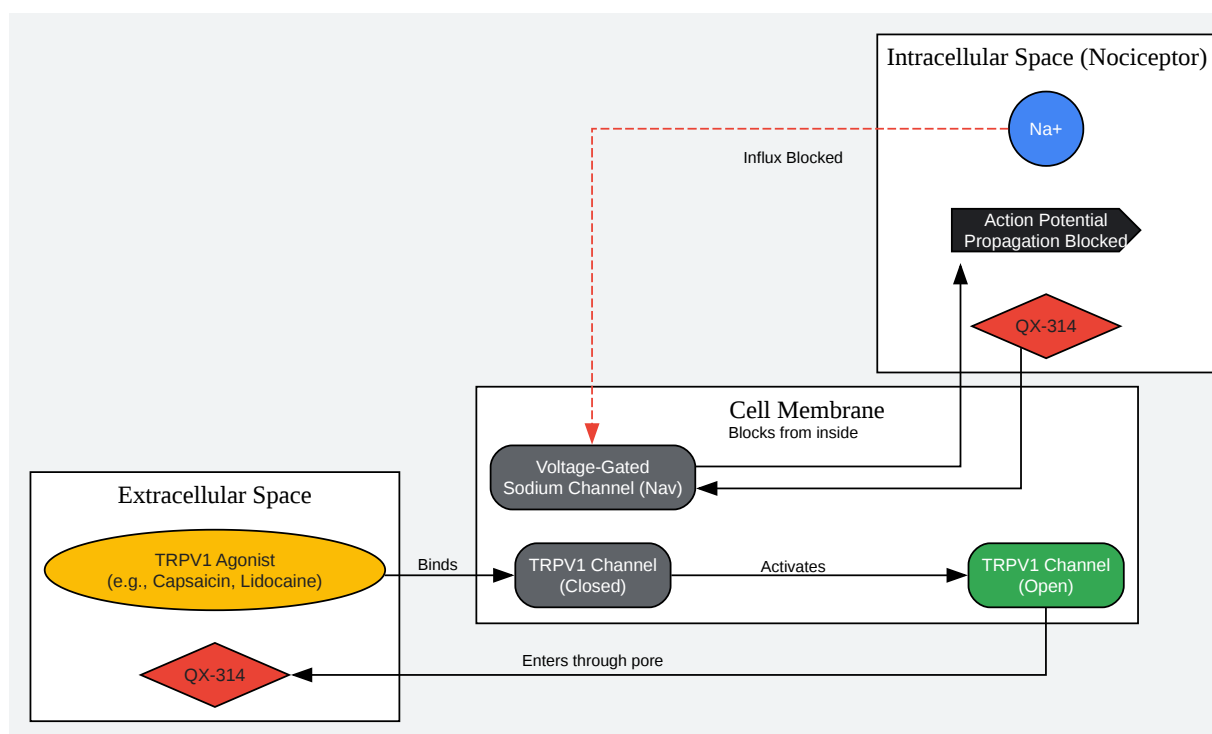 Intracellular Space (Nociceptor)
Na+
Influx Blocked
Action Potential
Propagation Blocked
QX-314
Cell Membrane
Blocks from inside
Voltage-Gated
Sodium Channel (Nav)
Extracellular Space
TRPV1 Agonist
(e.g., Capsaicin, Lidocaine)
Binds
TRPV1 Channel
(Closed)
Activates
TRPV1 Channel
(Open)
Enters through pore
QX-314